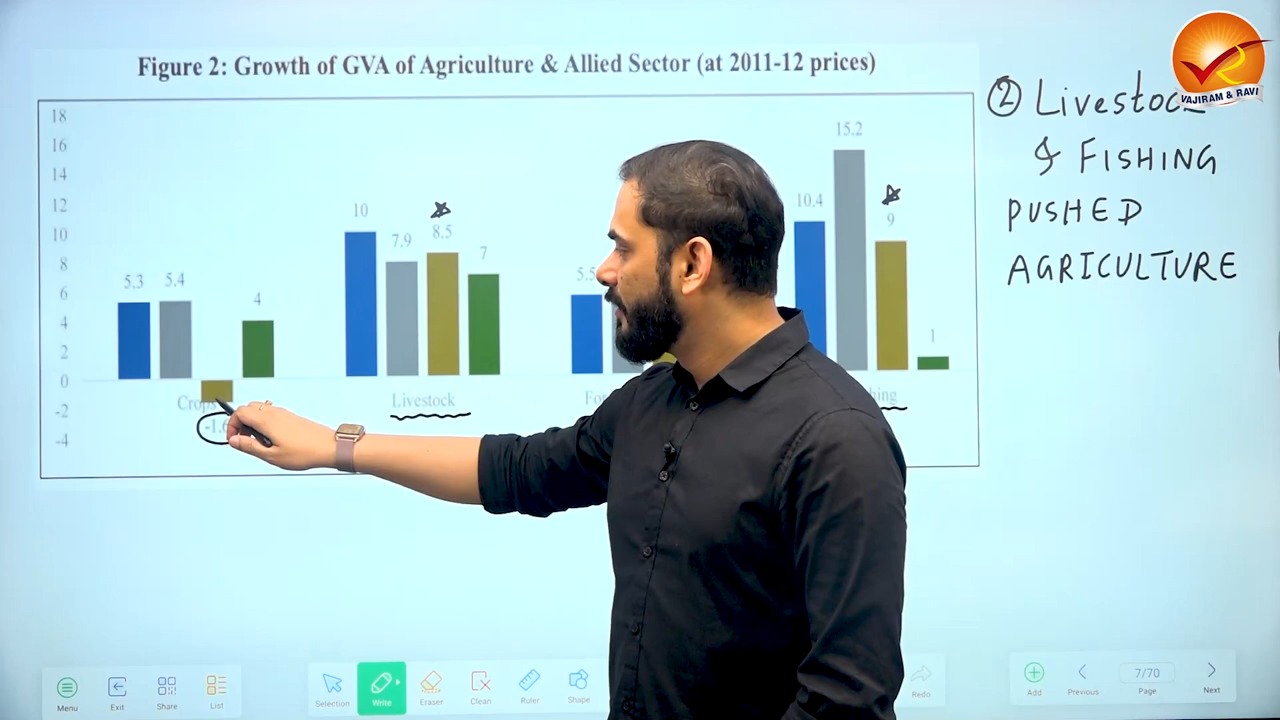 Figure 2: Growth of GVA of Agriculture & Allied Sector (at 2011-12 prices)
18
16
14
12
10
8
6
4
2
0
-2
-4
5.3
5.4
4
Crops
10
7.9
8.5
7
Livestock
5.5
10.4
15.2
9
1
② Livestock
& FISHING
PUSHED
AGRICULTURE
VAJIRAM & RAVI
Menu
Exit
Share
List
Selection
Write
Eraser
Clean
Ruler
Shape
Redo
Add
Previous
7/70
Page
Next